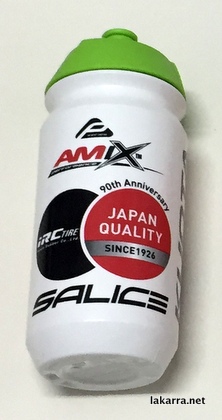 AMIX
90th Anniversary
iRC TIRE
JAPAN
QUALITY
SINCE1926
SALICE
lakarra.net